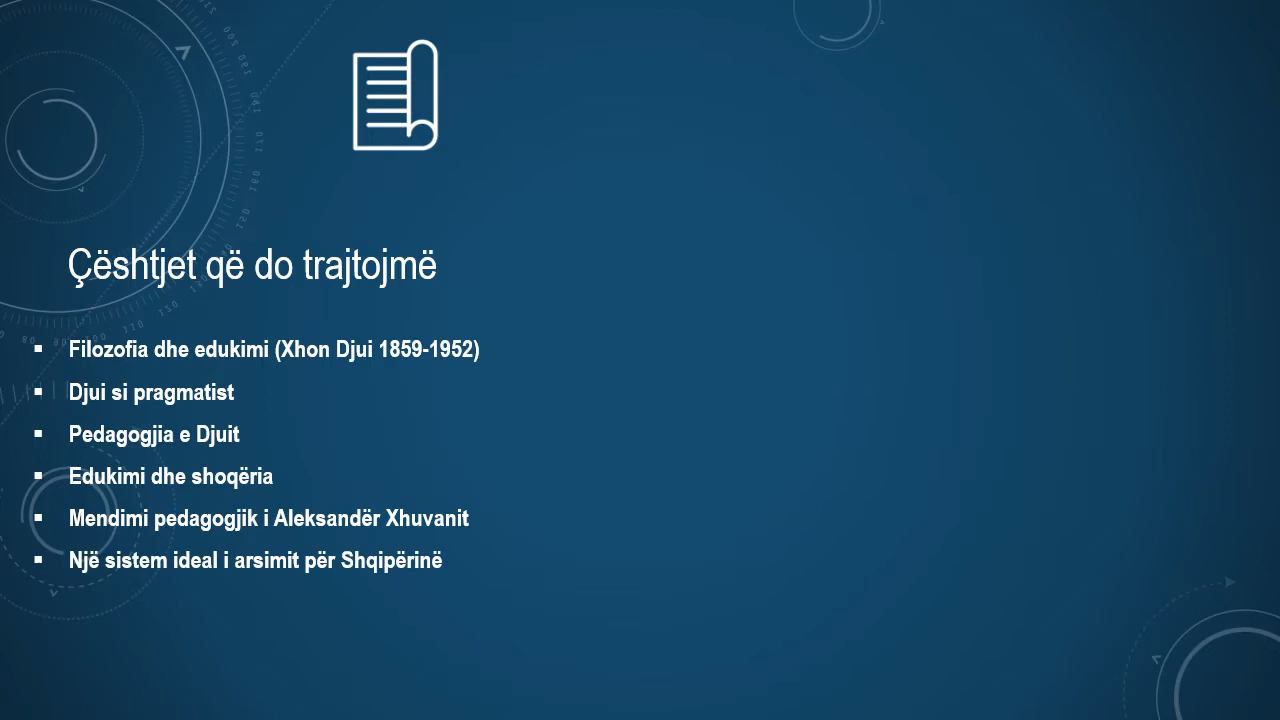 Çështjet që do trajtojmë
Filozofia dhe edukimi (Xhon Djui 1859-1952)
Djui si pragmatist
Pedagogjia e Djuit
Edukimi dhe shoqëria
Mendimi pedagogjik i Aleksandër Xhuvanit
Një sistem ideal i arsimit për Shqipërinë